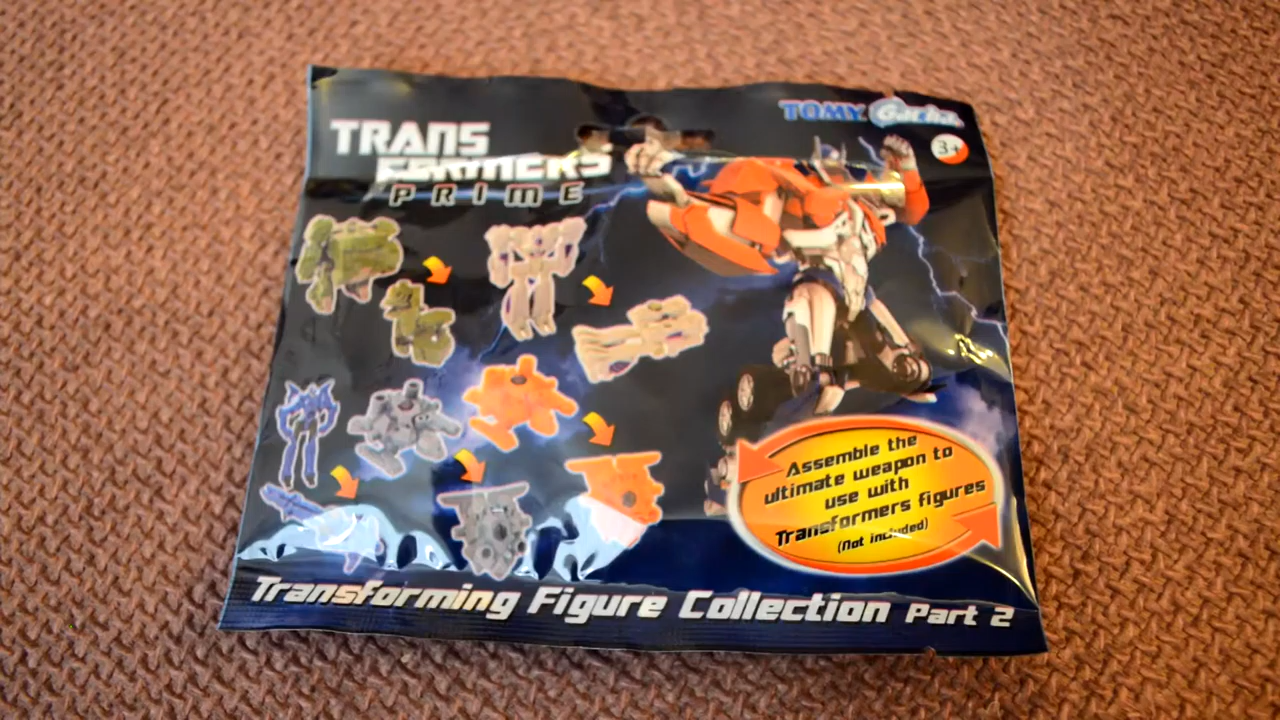 TRANS
FORMERS
PRIME
TOMY Gacha
3+
Assemble the
ultimate weapon to
use with
Transformers figures
(Not included)
Transforming Figure Collection Part 2